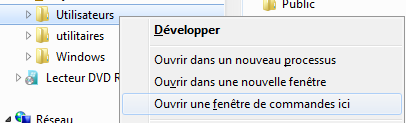 Public
Utilisateurs
Développer
utilitaires
Ouvrir dans un nouveau processus
Windows
Ouvrir dans une nouvelle fenêtre
Lecteur DVD R
Ouvrir une fenêtre de commandes ici
Réseau